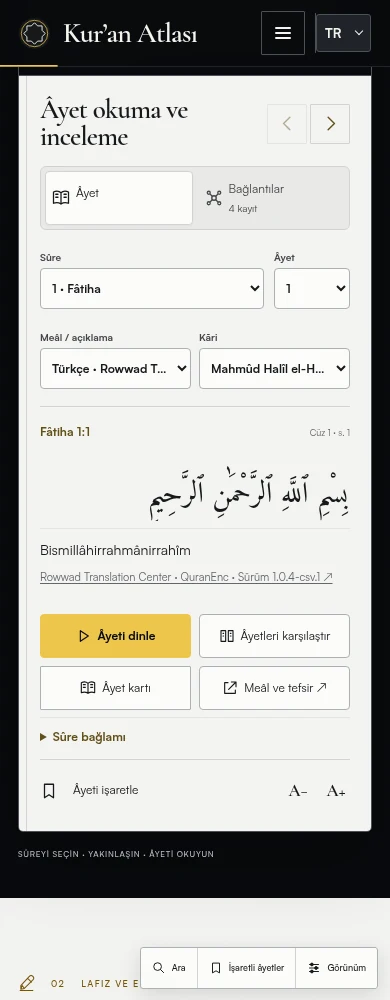 Kur’an Atlası
TR
Âyet okuma ve
inceleme
Âyet
Bağlantılar
4 kayıt
Sûre
Âyet
1 · Fâtiha
1
Meâl / açıklama
Kâri
Türkçe · Rowwad T...
Mahmûd Halîl el-H...
Fâtiha 1:1
Cüz 1 · s. 1
بِسْمِ ٱللَّهِ ٱلرَّحْمَٰنِ ٱلرَّحِيمِ
Bismillâhirrahmânirrahîm
Rowwad Translation Center · QuranEnc · Sürüm 1.0.4-csv.1 ↗
Âyeti dinle
Âyetleri karşılaştır
Âyet kartı
Meâl ve tefsir ↗
Sûre bağlamı
Âyeti işaretle
A− A+
SÛREYİ SEÇİN · YAKINLAŞIN · ÂYETİ OKUYUN
Ara
İşaretli âyetler
Görünüm
02 LAFIZ VE